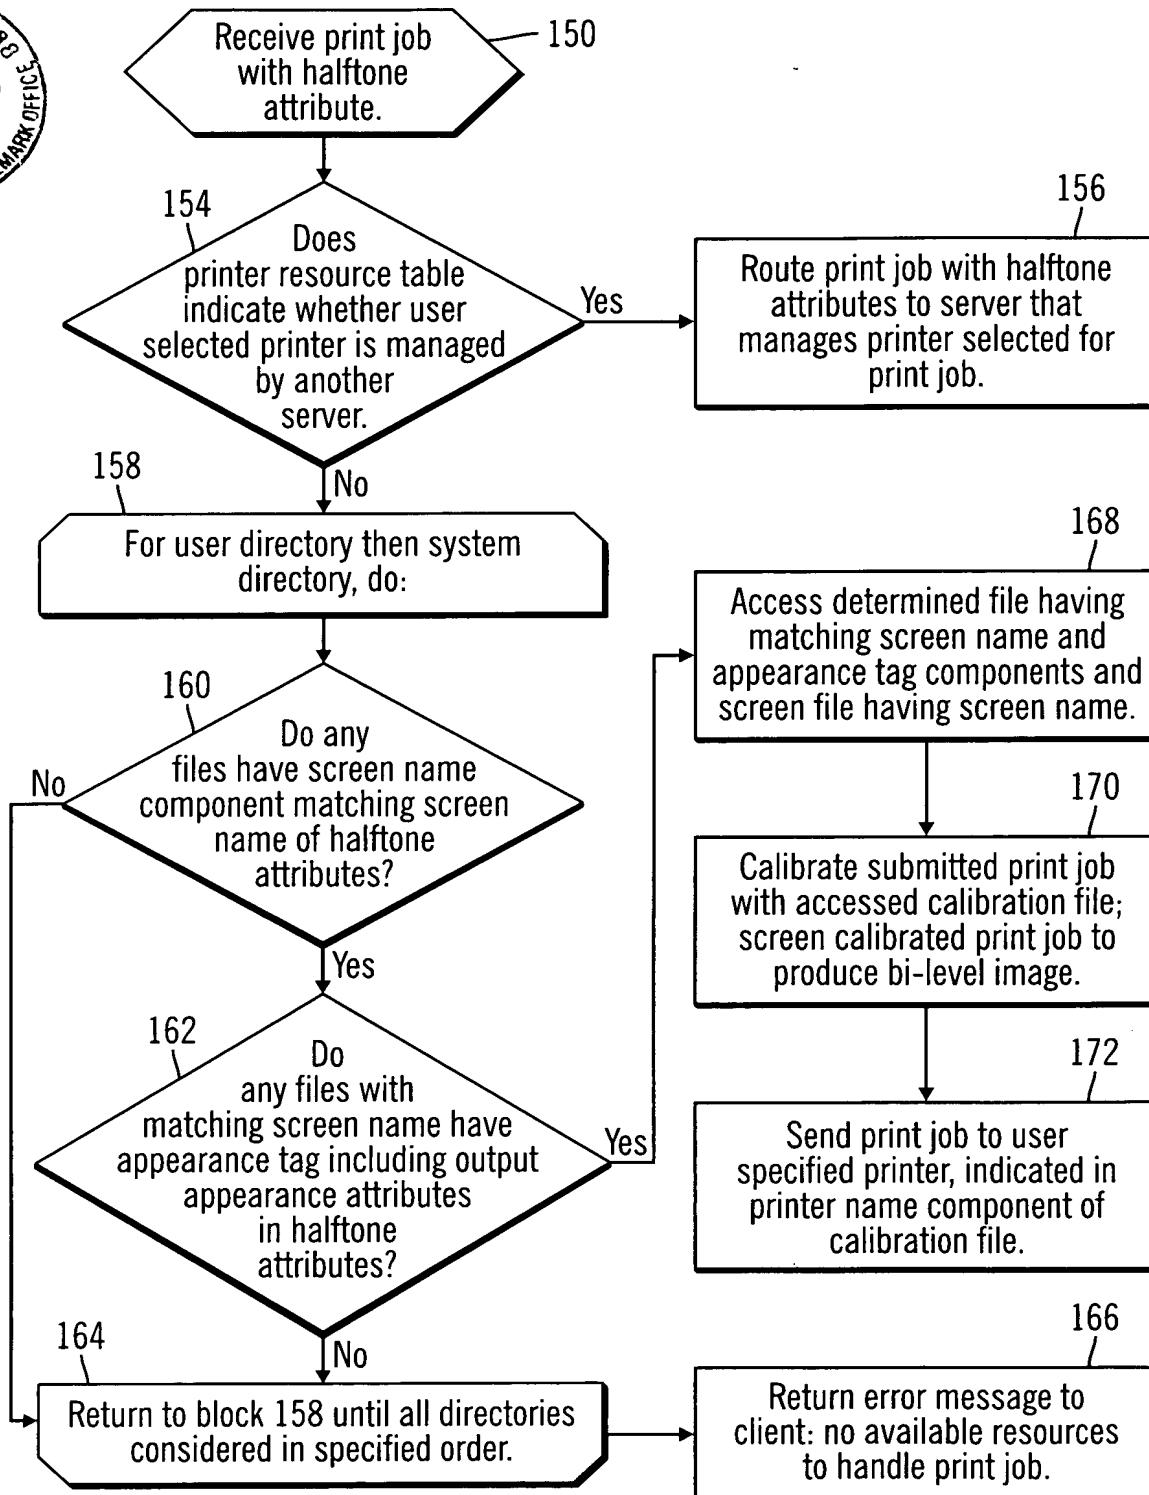 OFFICE
MARK OFFICE
Receive print job
with halftone
attribute.
150
154
Does
printer resource table
indicate whether user
selected printer is managed
by another
server.
Yes
156
Route print job with halftone
attributes to server that
manages printer selected for
print job.
No
158
For user directory then system
directory, do:
160
Do any
files have screen name
component matching screen
name of halftone
attributes?
No
Yes
162
Do
any files with
matching screen name have
appearance tag including output
appearance attributes
in halftone
attributes?
Yes
No
164
Return to block 158 until all directories
considered in specified order.
168
Access determined file having
matching screen name and
appearance tag components and
screen file having screen name.
170
Calibrate submitted print job
with accessed calibration file;
screen calibrated print job to
produce bi-level image.
172
Send print job to user
specified printer, indicated in
printer name component of
calibration file.
166
Return error message to
client: no available resources
to handle print job.